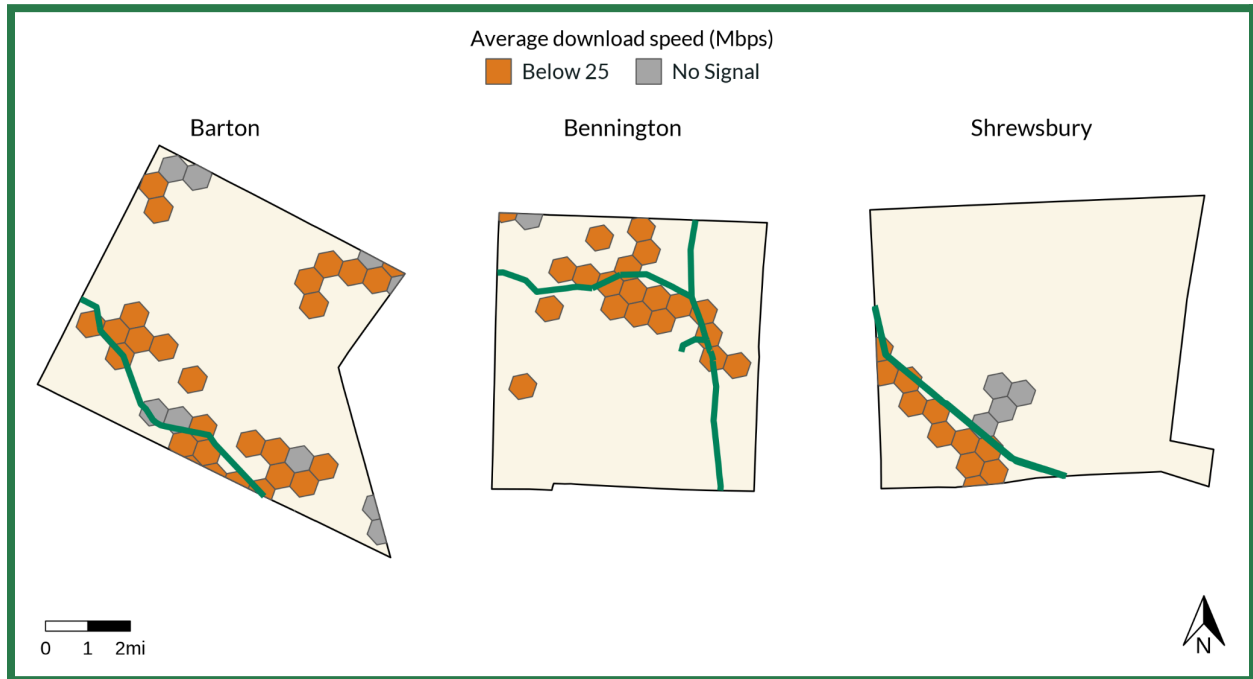 Average download speed (Mbps)
Below 25 No Signal
Barton Bennington Shrewsbury
0 1 2mi
N